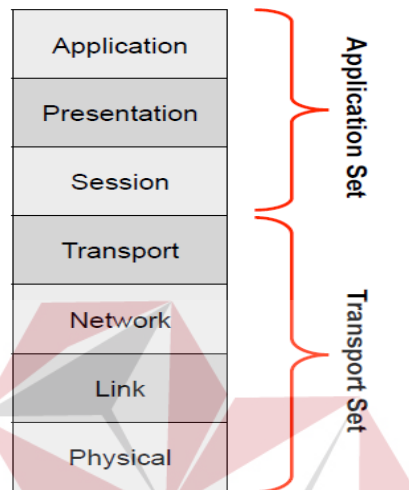 Application
Presentation
Session
Transport
Network
Link
Physical
Application Set
Transport Set